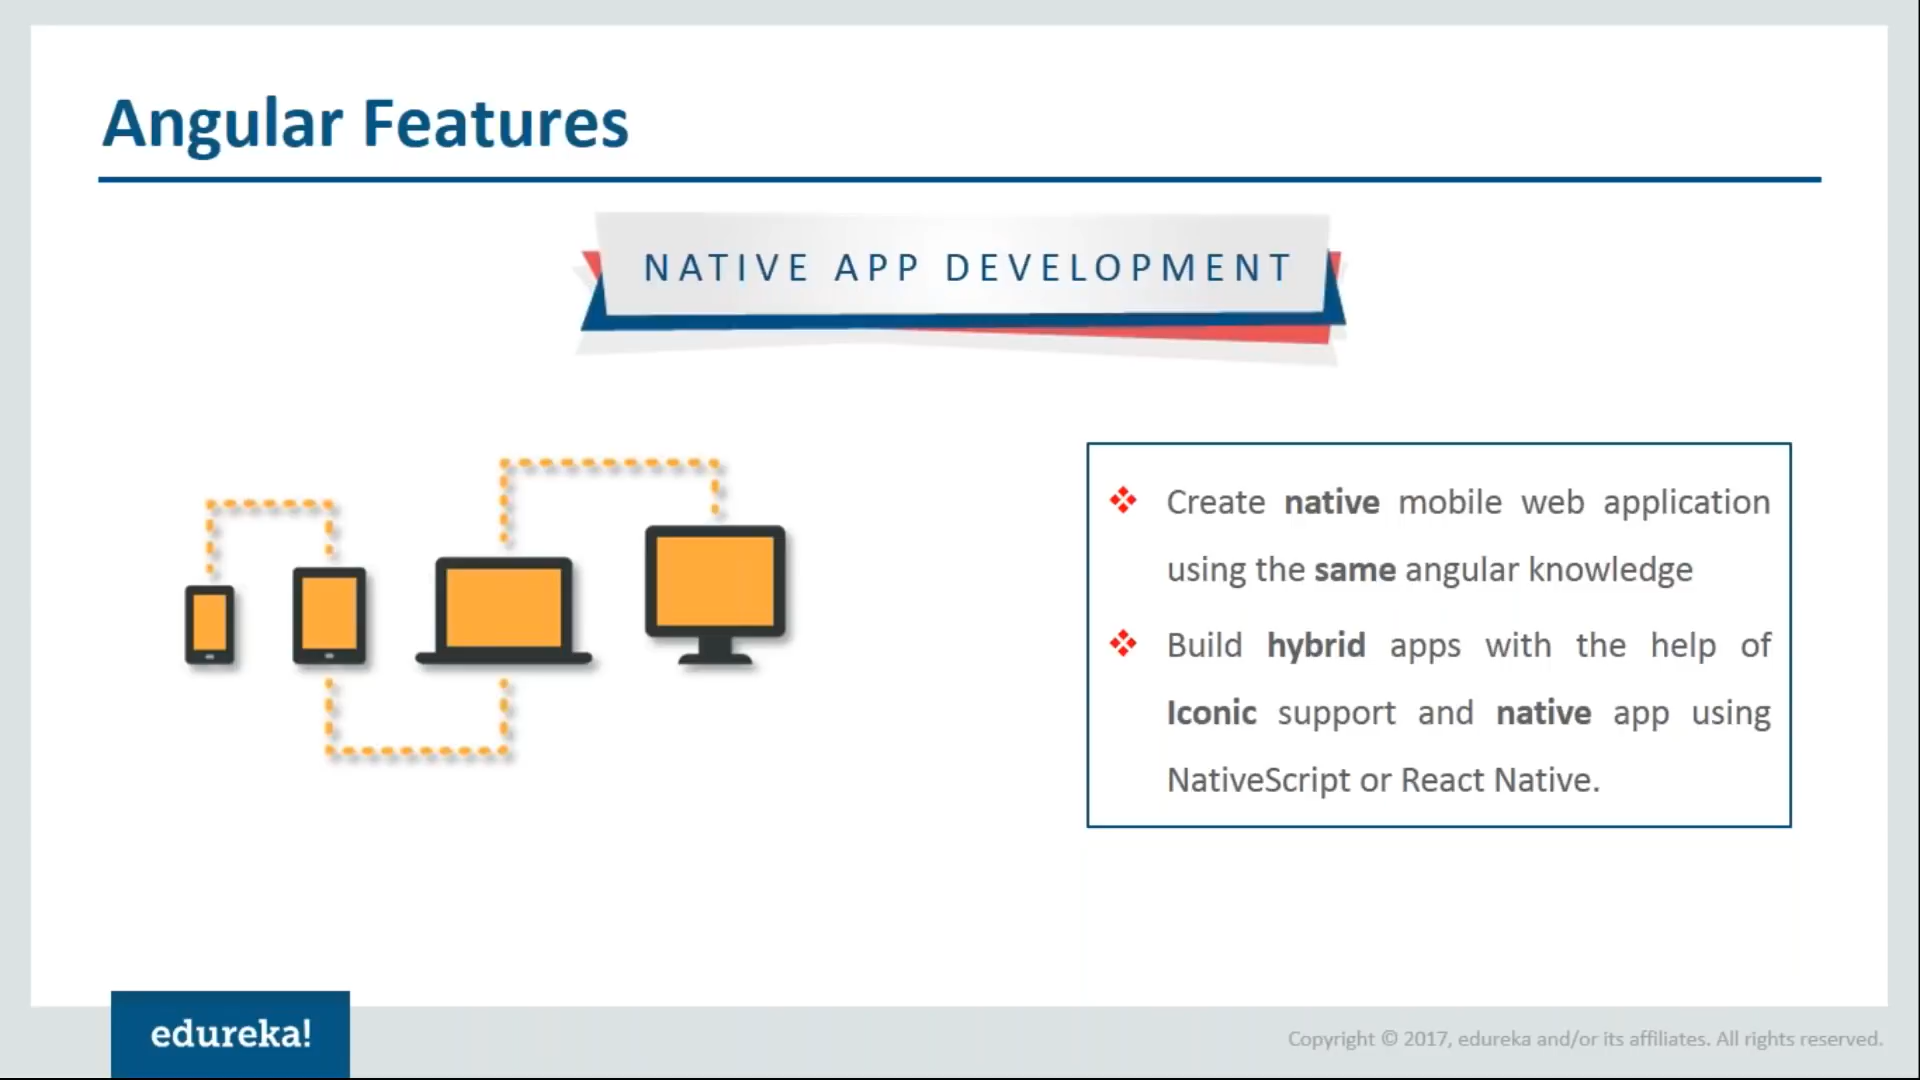 Angular Features
NATIVE APP DEVELOPMENT
Create native mobile web application
using the same angular knowledge
Build hybrid apps with the help of
Iconic support and native app using
NativeScript or React Native.
edureka!
Copyright © 2017, edureka and/or its affiliates. All rights reserved.